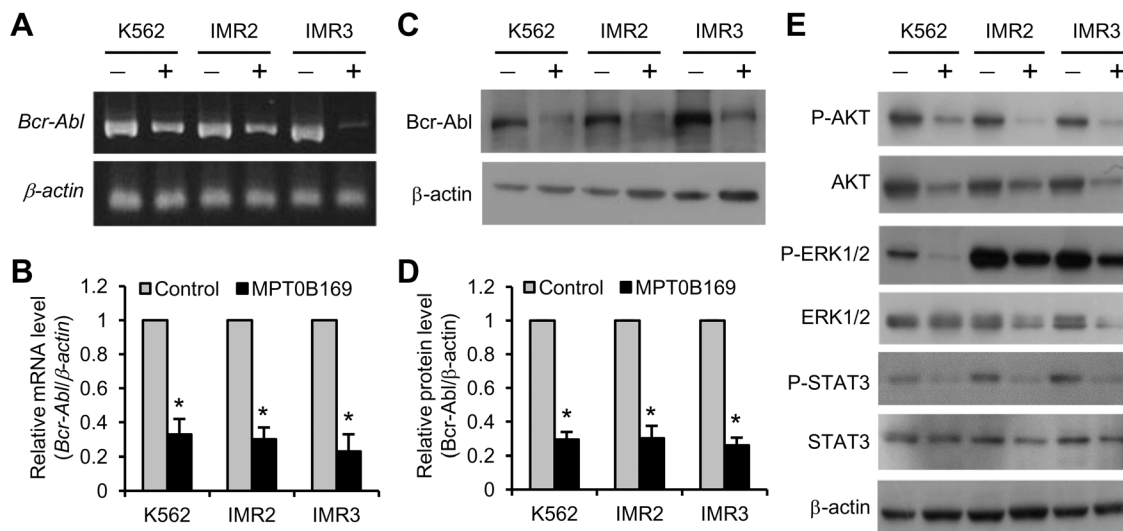 A
K562 IMR2 IMR3
– + – + – +
Bcr-Abl
β-actin
B
Control MPT0B169
Relative mRNA level
(Bcr-Abl/β-actin)
1.2
1
0.8
0.6
0.4
0.2
0
* * *
K562 IMR2 IMR3
C
K562 IMR2 IMR3
– + – + – +
Bcr-Abl
β-actin
D
Control MPT0B169
Relative protein level
(Bcr-Abl/β-actin)
1.2
1
0.8
0.6
0.4
0.2
0
* * *
K562 IMR2 IMR3
E
K562 IMR2 IMR3
– + – + – +
P-AKT
AKT
P-ERK1/2
ERK1/2
P-STAT3
STAT3
β-actin